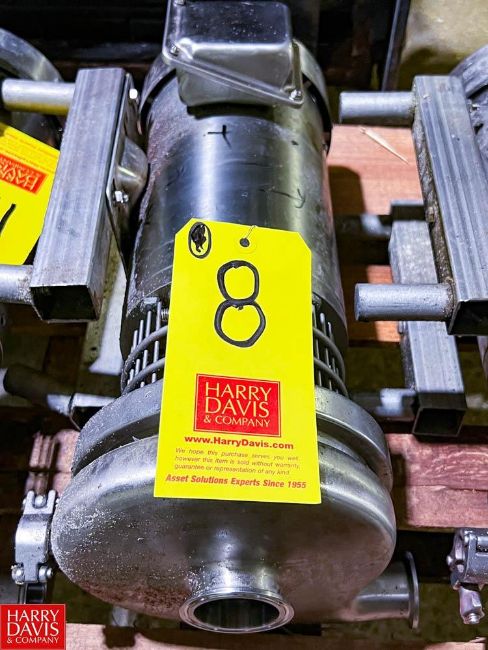 8
HARRY
DAVIS
& COMPANY
www.HarryDavis.com
We hope this purchase serves you well,
however this item is sold without warranty,
guarantee or representation of any kind.
Asset Solutions Experts Since 1955
HARRY
DAVIS
& COMPANY